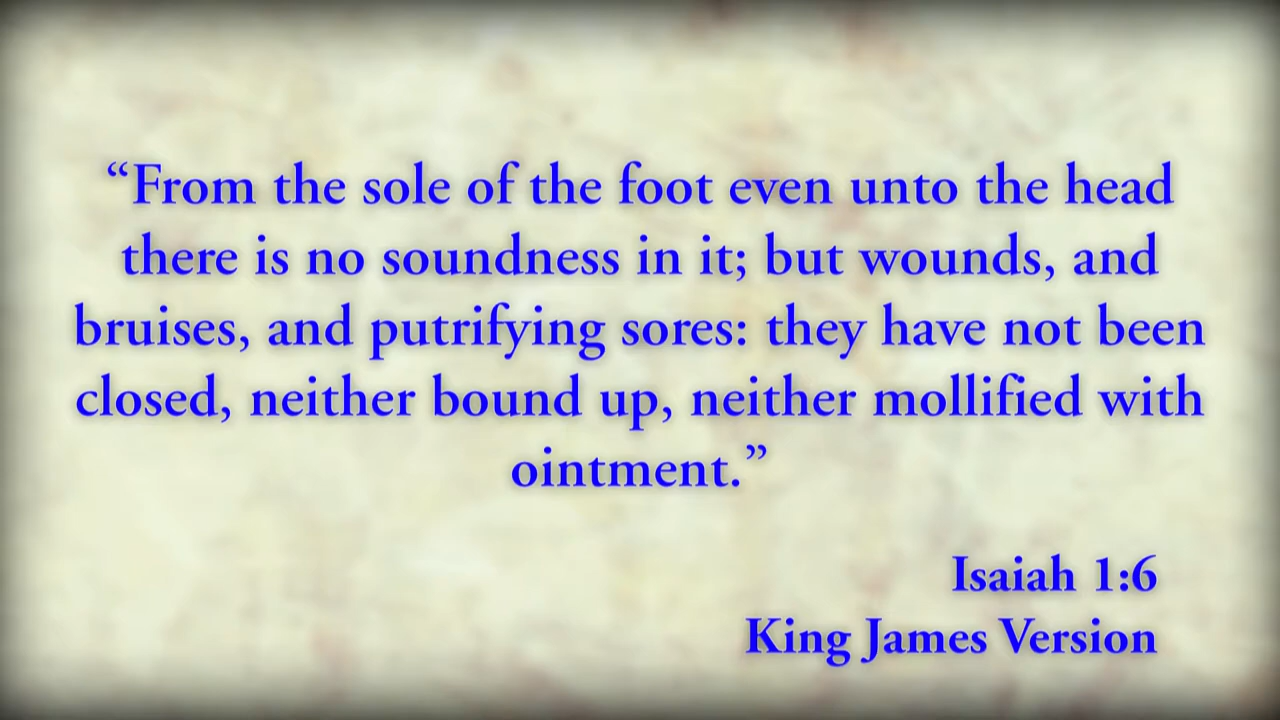 “From the sole of the foot even unto the head
there is no soundness in it; but wounds, and
bruises, and putrifying sores: they have not been
closed, neither bound up, neither mollified with
ointment.”
Isaiah 1:6
King James Version